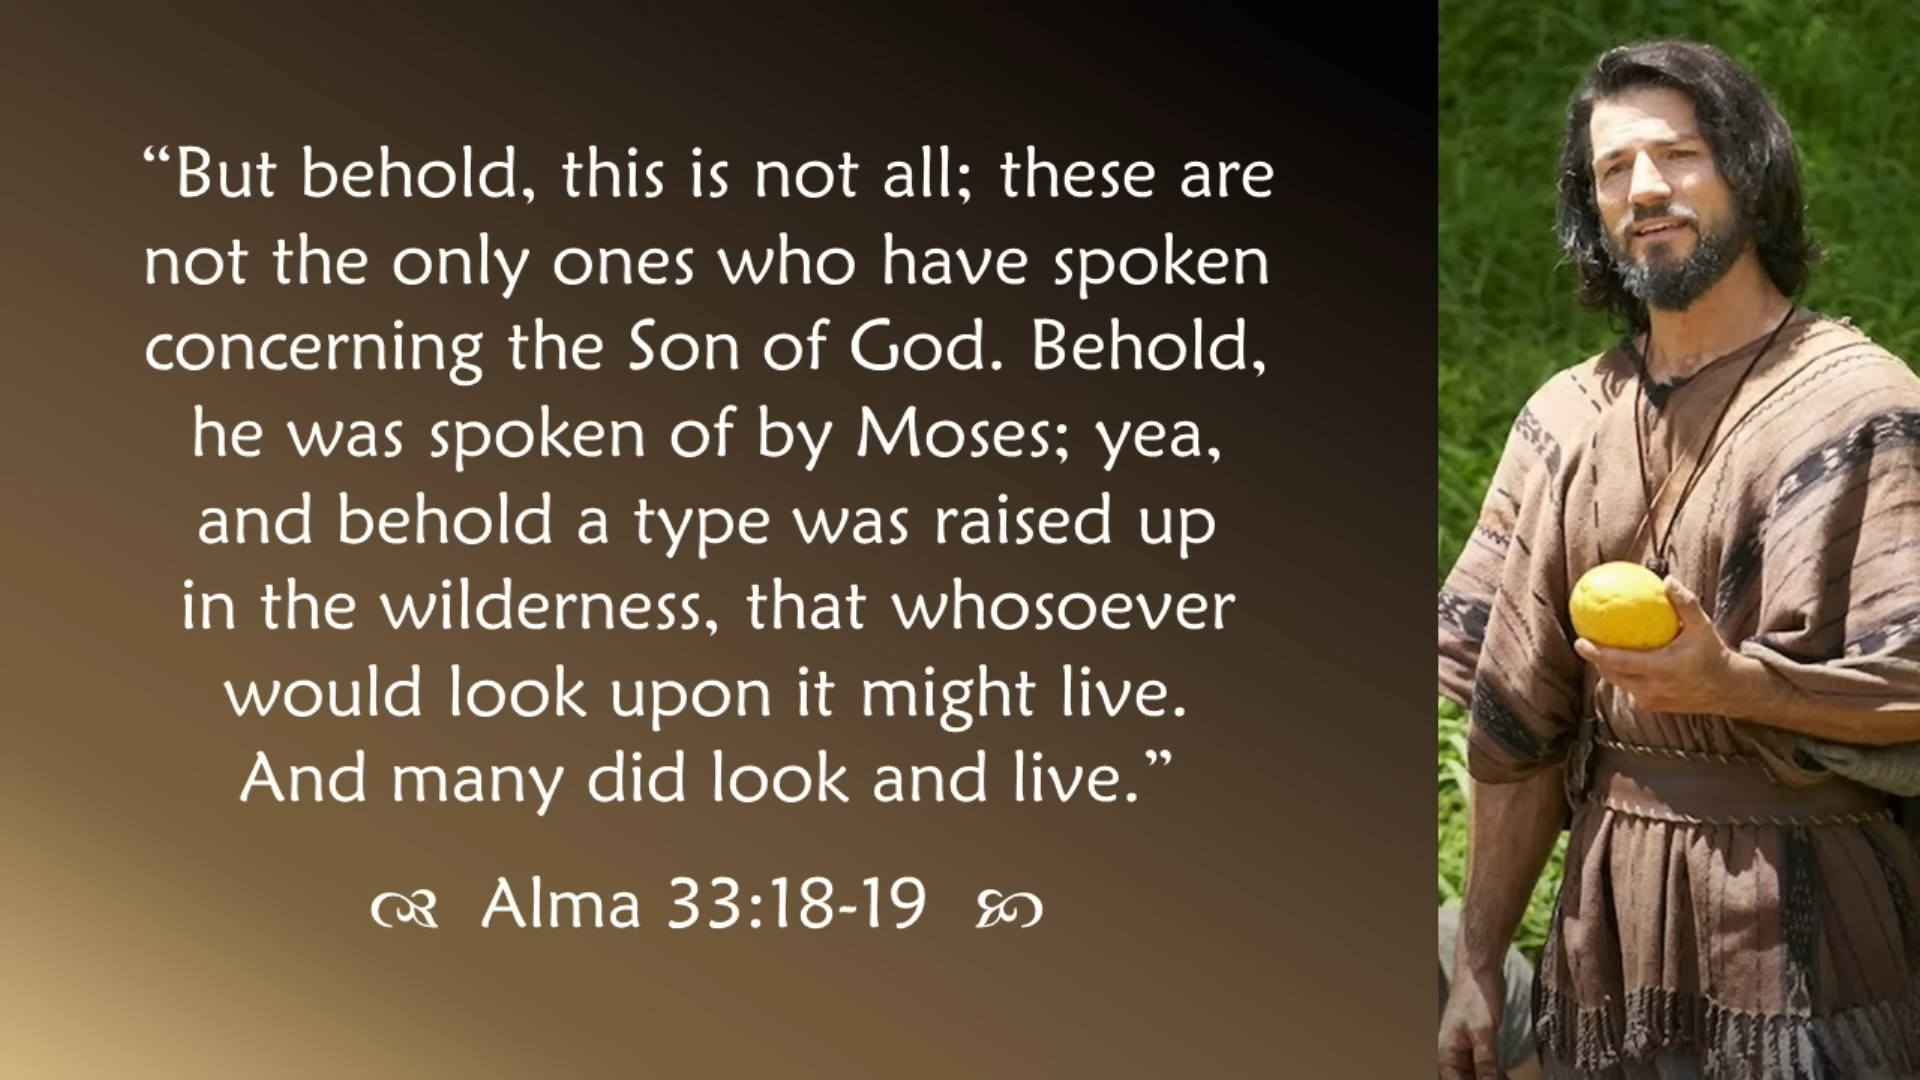 “But behold, this is not all; these are
not the only ones who have spoken
concerning the Son of God. Behold,
he was spoken of by Moses; yea,
and behold a type was raised up
in the wilderness, that whosoever
would look upon it might live.
And many did look and live.”
Alma 33:18-19